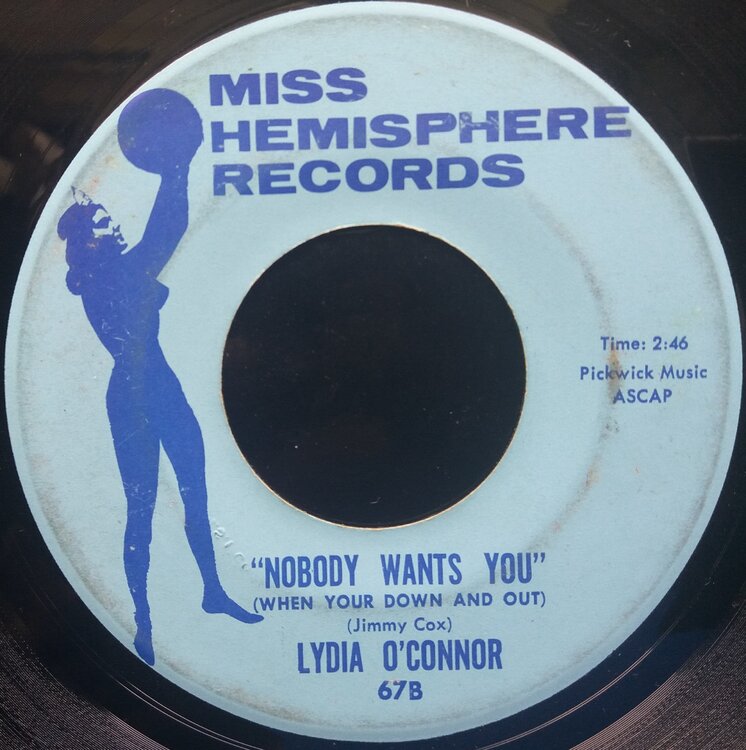 MISS
HEMISPHERE
RECORDS
Time: 2:46
Pickwick Music
ASCAP
"NOBODY WANTS YOU"
(WHEN YOUR DOWN AND OUT)
(Jimmy Cox)
LYDIA O'CONNOR
67B